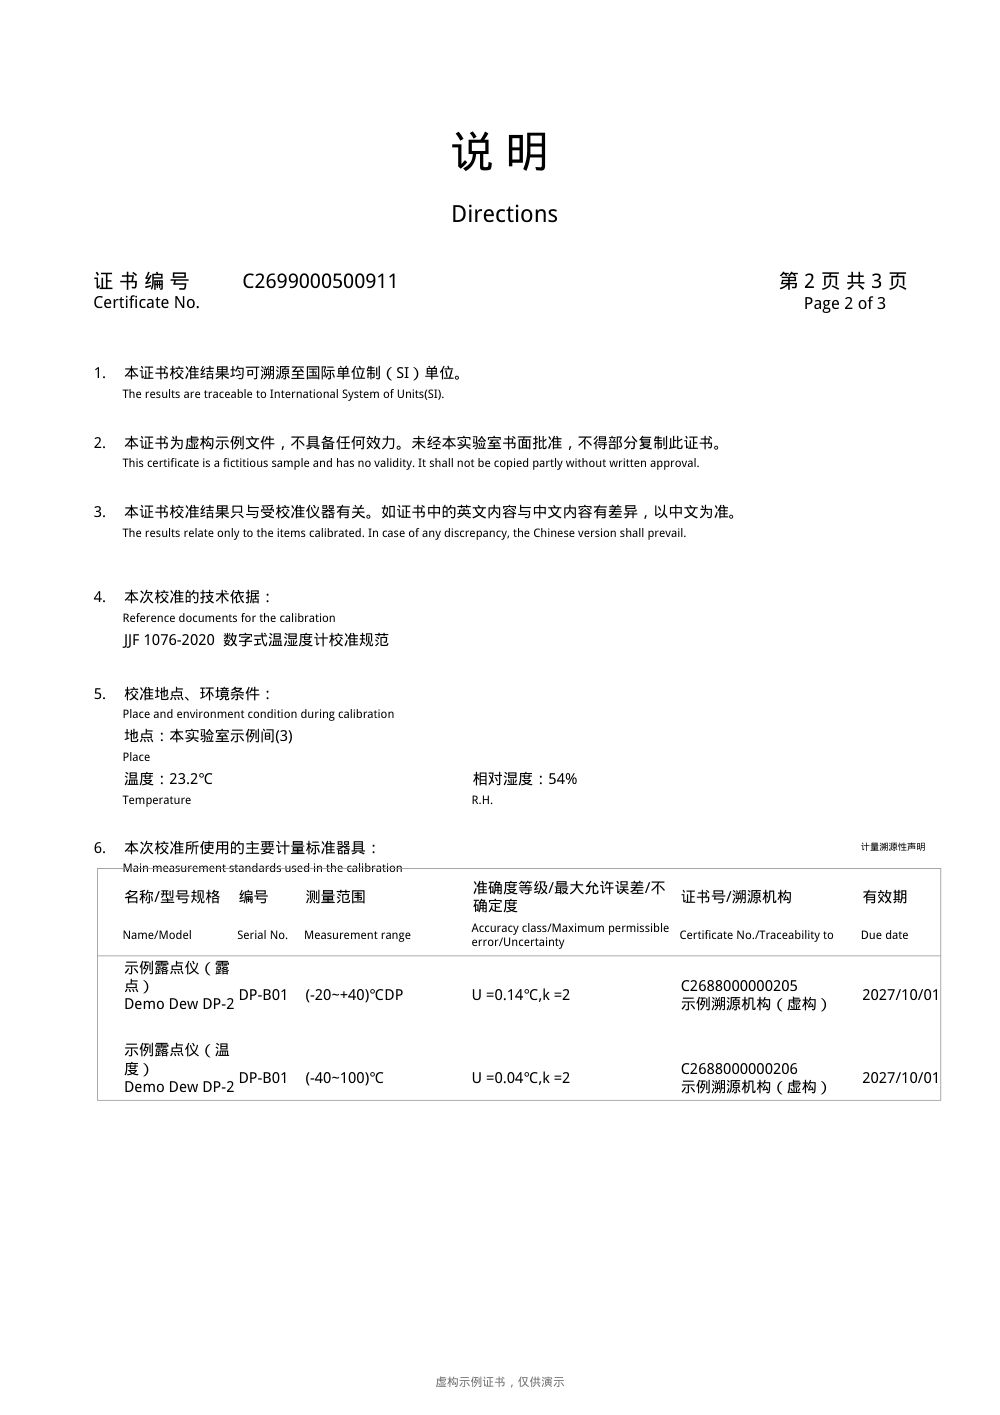 说 明
Directions
证 书 编 号 C2699000500911 第 2 页 共 3 页
Certificate No. Page 2 of 3
1. 本证书校准结果均可溯源至国际单位制（SI）单位。
The results are traceable to International System of Units(SI).
2. 本证书为虚构示例文件，不具备任何效力。未经本实验室书面批准，不得部分复制此证书。
This certificate is a fictitious sample and has no validity. It shall not be copied partly without written approval.
3. 本证书校准结果只与受校准仪器有关。如证书中的英文内容与中文内容有差异，以中文为准。
The results relate only to the items calibrated. In case of any discrepancy, the Chinese version shall prevail.
4. 本次校准的技术依据：
Reference documents for the calibration
JJF 1076-2020 数字式温湿度计校准规范
5. 校准地点、环境条件：
Place and environment condition during calibration
地点：本实验室示例间(3)
Place
温度：23.2℃ 相对湿度：54%
Temperature R.H.
6. 本次校准所使用的主要计量标准器具： 计量溯源性声明
Main measurement standards used in the calibration
名称/型号规格 编号 测量范围 准确度等级/最大允许误差/不确定度 证书号/溯源机构 有效期
Name/Model Serial No. Measurement range Accuracy class/Maximum permissible error/Uncertainty Certificate No./Traceability to Due date
示例露点仪（露
点）
Demo Dew DP-2 DP-B01 (-20~+40)℃DP U =0.14℃,k =2 C2688000000205 示例溯源机构（虚构） 2027/10/01
示例露点仪（温
度）
Demo Dew DP-2 DP-B01 (-40~100)℃ U =0.04℃,k =2 C2688000000206 示例溯源机构（虚构） 2027/10/01
虚构示例证书，仅供演示